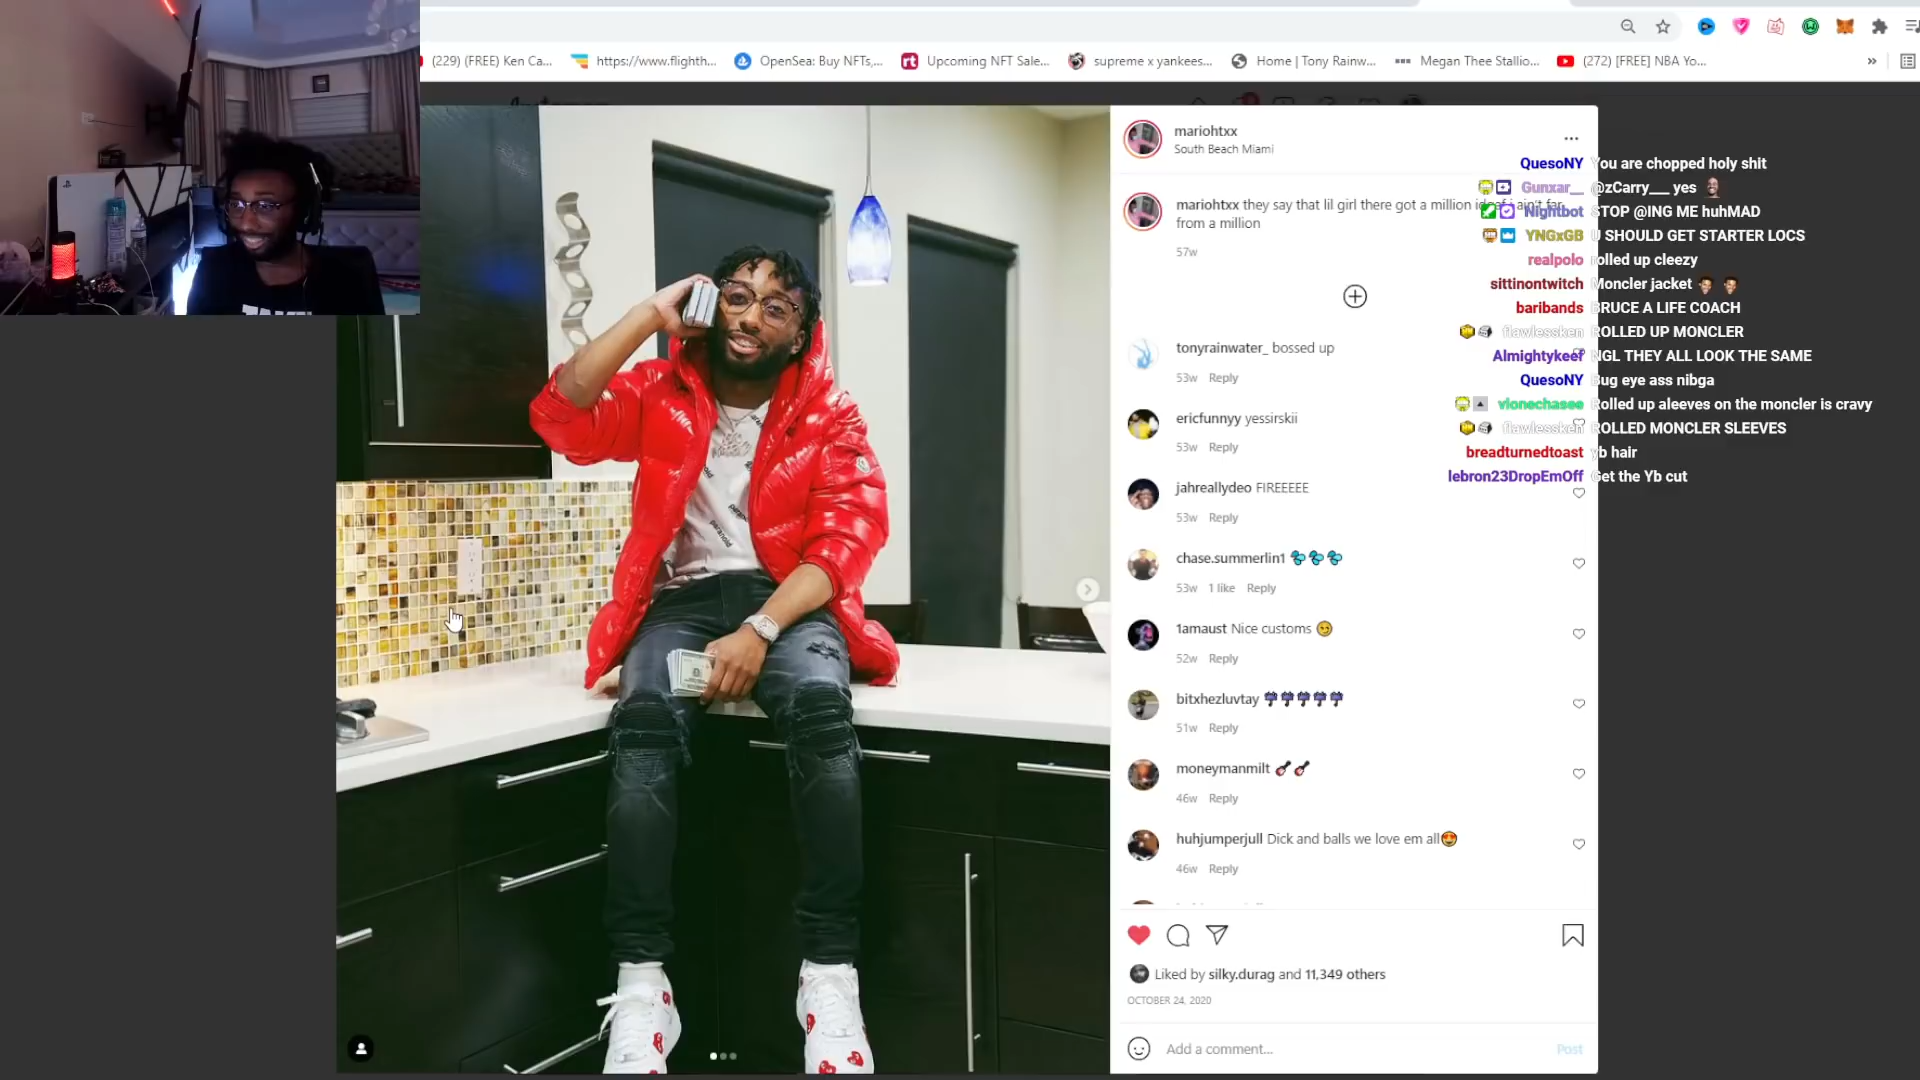 (229) (FREE) Ken Ca...
https://www.flighth...
OpenSea: Buy NFTs,...
Upcoming NFT Sale...
supreme x yankees...
Home | Tony Rainw...
Megan Thee Stallio...
(272) [FREE] NBA Yo...
»
mariohtxx
South Beach Miami
mariohtxx they say that lil girl there got a million
from a million
57w
tonyrainwater_ bossed up
53w Reply
ericfunnyy yessirskii
53w Reply
jahreallydeo FIREEEEE
53w Reply
chase.summerlin1
53w 1 like Reply
1amaust Nice customs
52w Reply
bitxhezluvtay
51w Reply
moneymanmilt
46w Reply
huhjumperjull Dick and balls we love em all
46w Reply
Liked by silky.durag and 11,349 others
OCTOBER 24, 2020
Add a comment...
Post
QuesoNY You are chopped holy shit
Gunxar__ @zCarry___ yes
Nightbot STOP @ING ME huhMAD
YNGxGB U SHOULD GET STARTER LOCS
realpolo rolled up cleezy
sittinontwitch Moncler jacket
baribands BRUCE A LIFE COACH
flawlessken ROLLED UP MONCLER
Almightykeef NGL THEY ALL LOOK THE SAME
QuesoNY Bug eye ass nibga
vionechasee Rolled up aleeves on the moncler is cravy
flawlessken ROLLED MONCLER SLEEVES
breadturnedtoast yb hair
lebron23DropEmOff Get the Yb cut
paranoid